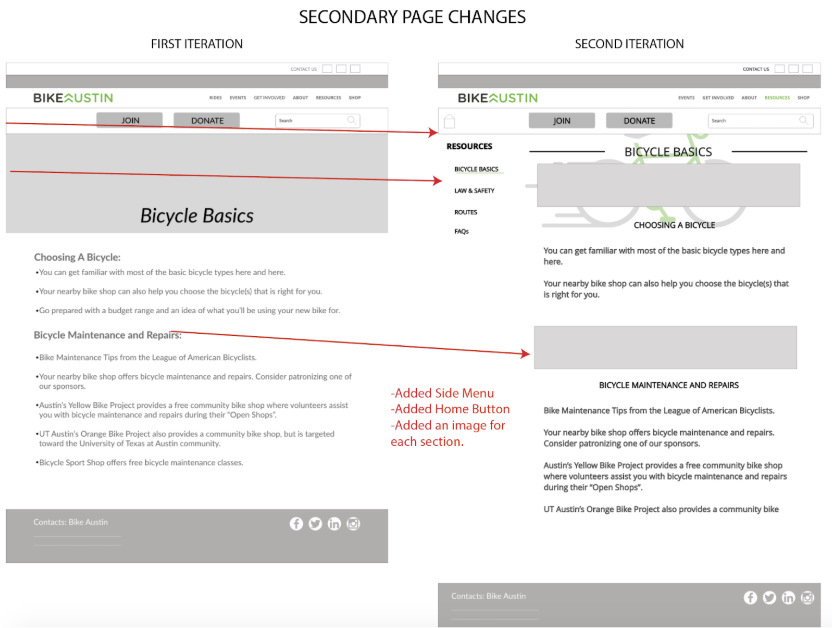 SECONDARY PAGE CHANGES
FIRST ITERATION
CONTACT US
BIKE AUSTIN
RIDES EVENTS GET INVOLVED ABOUT RESOURCES SHOP
JOIN DONATE Search
Bicycle Basics
Choosing A Bicycle:
•You can get familiar with most of the basic bicycle types here and here.
•Your nearby bike shop can also help you choose the bicycle(s) that is right for you.
•Go prepared with a budget range and an idea of what you'll be using your new bike for.
Bicycle Maintenance and Repairs:
•Bike Maintenance Tips from the League of American Bicyclists.
•Your nearby bike shop offers bicycle maintenance and repairs. Consider patronizing one of
our sponsors.
•Austin's Yellow Bike Project provides a free community bike shop where volunteers assist
you with bicycle maintenance and repairs during their "Open Shops".
•UT Austin's Orange Bike Project also provides a community bike shop, but is targeted
toward the University of Texas at Austin community.
•Bicycle Sport Shop offers free bicycle maintenance classes.
Contacts: Bike Austin
-Added Side Menu
-Added Home Button
-Added an image for
each section.
SECOND ITERATION
CONTACT US
BIKE AUSTIN
EVENTS GET INVOLVED ABOUT RESOURCES SHOP
JOIN DONATE Search
RESOURCES
BICYCLE BASICS
LAW & SAFETY
ROUTES
FAQs
BICYCLE BASICS
CHOOSING A BICYCLE
You can get familiar with most of the basic bicycle types here and
here.
Your nearby bike shop can also help you choose the bicycle(s) that
is right for you.
BICYCLE MAINTENANCE AND REPAIRS
Bike Maintenance Tips from the League of American Bicyclists.
Your nearby bike shop offers bicycle maintenance and repairs.
Consider patronizing one of our sponsors.
Austin's Yellow Bike Project provides a free community bike shop
where volunteers assist you with bicycle maintenance and repairs
during their "Open Shops".
UT Austin's Orange Bike Project also provides a community bike
Contacts: Bike Austin